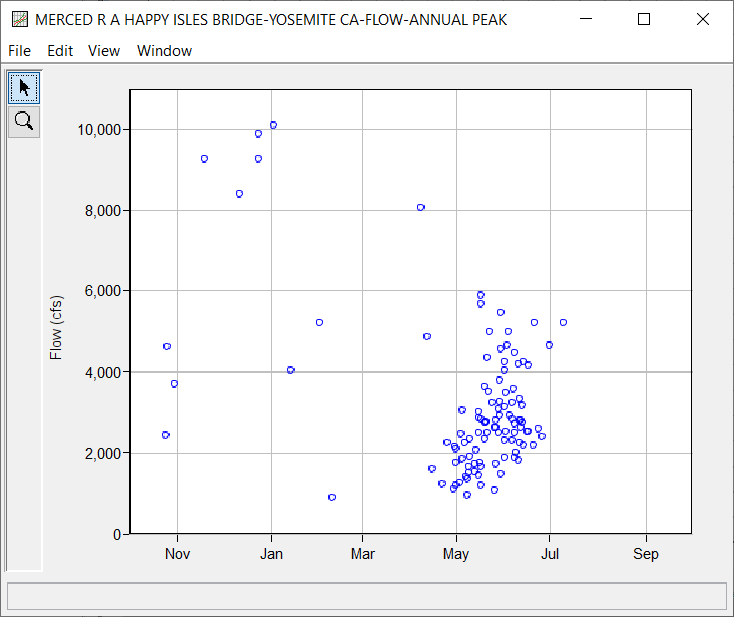 MERCED R A HAPPY ISLES BRIDGE-YOSEMITE CA-FLOW-ANNUAL PEAK
File Edit View Window
10,000
8,000
6,000
Flow (cfs)
4,000
2,000
0
Nov Jan Mar May Jul Sep